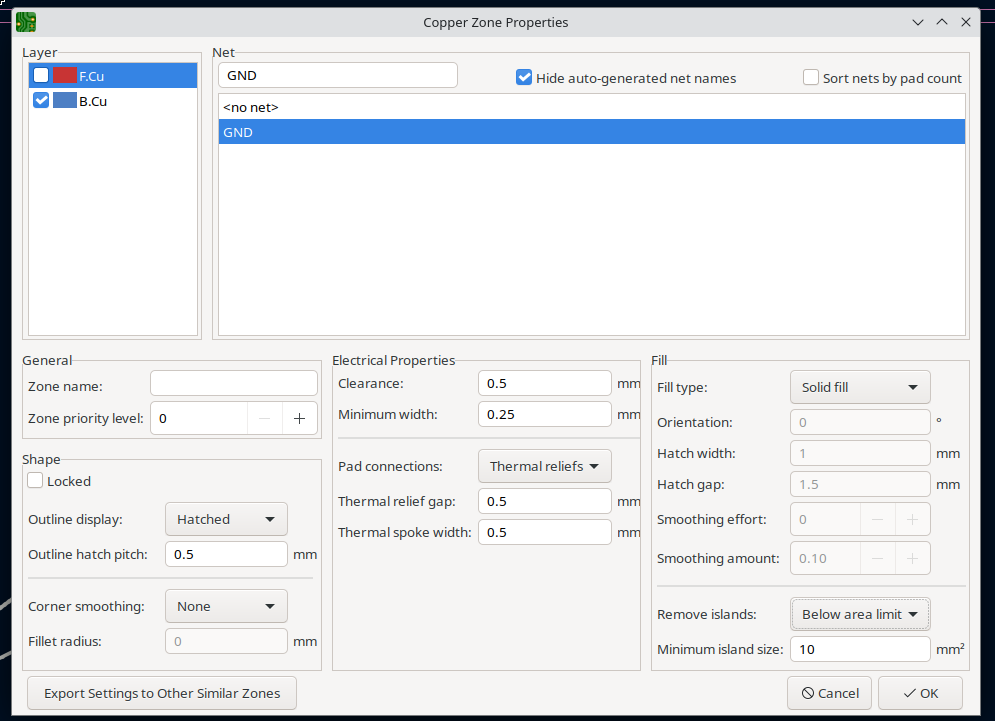 Copper Zone Properties
Layer
F.Cu
B.Cu
Net
GND
Hide auto-generated net names
Sort nets by pad count
<no net>
GND
General
Zone name:
Zone priority level: 0
Shape
Locked
Outline display: Hatched
Outline hatch pitch: 0.5 mm
Corner smoothing: None
Fillet radius: 0 mm
Electrical Properties
Clearance: 0.5 mm
Minimum width: 0.25 mm
Pad connections: Thermal reliefs
Thermal relief gap: 0.5 mm
Thermal spoke width: 0.5 mm
Fill
Fill type: Solid fill
Orientation: 0 °
Hatch width: 1 mm
Hatch gap: 1.5 mm
Smoothing effort: 0
Smoothing amount: 0.10
Remove islands: Below area limit
Minimum island size: 10 mm²
Export Settings to Other Similar Zones
Cancel
OK